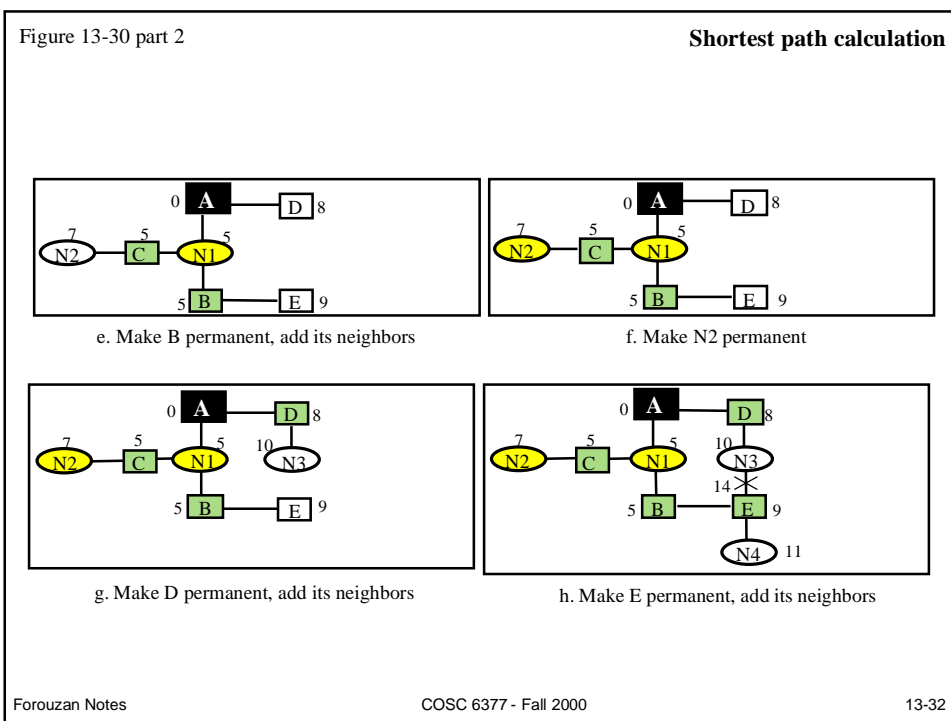 Figure 13-30 part 2
Shortest path calculation
0 A D 8
7 5 5
N2 C N1
5 B E 9
e. Make B permanent, add its neighbors
0 A D 8
7 5 5
N2 C N1
5 B E 9
f. Make N2 permanent
0 A D 8
7 5 5 10
N2 C N1 N3
5 B E 9
g. Make D permanent, add its neighbors
0 A D 8
7 5 5 10
N2 C N1 N3
14
5 B E 9
N4 11
h. Make E permanent, add its neighbors
Forouzan Notes
COSC 6377 - Fall 2000
13-32